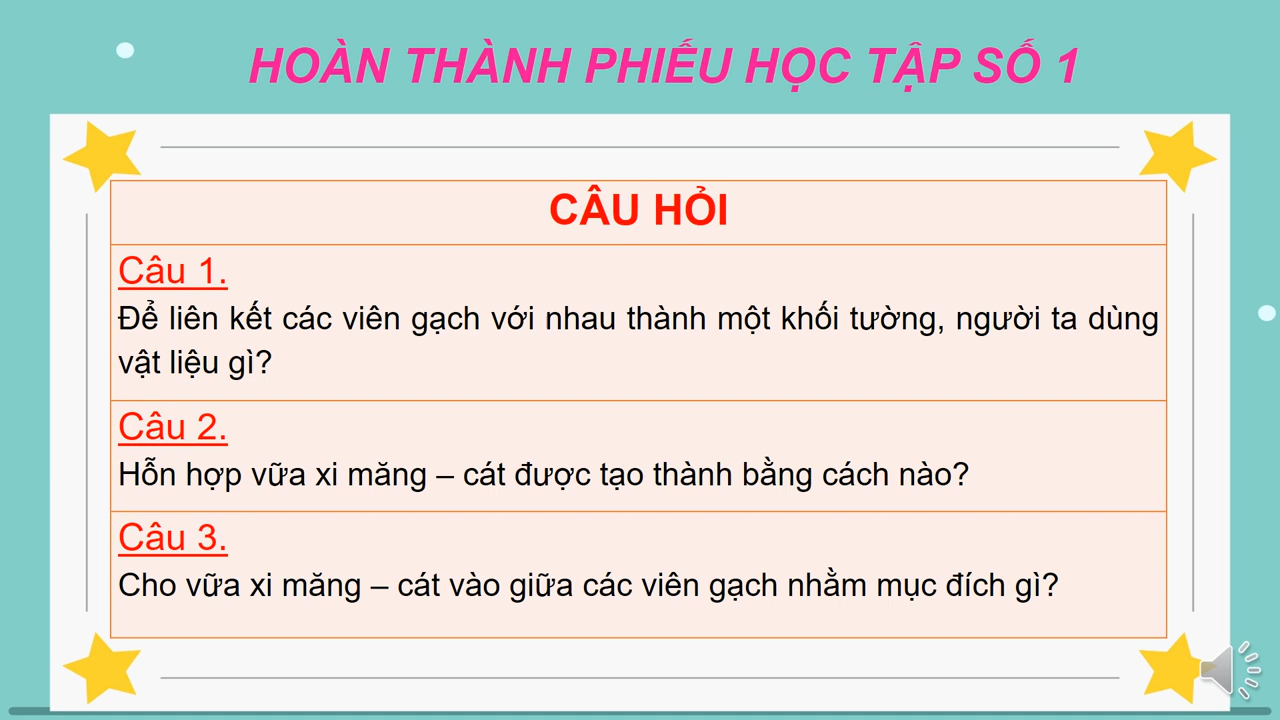 HOÀN THÀNH PHIẾU HỌC TẬP SỐ 1
CÂU HỎI
Câu 1.
Để liên kết các viên gạch với nhau thành một khối tường, người ta dùng
vật liệu gì?
Câu 2.
Hỗn hợp vữa xi măng – cát được tạo thành bằng cách nào?
Câu 3.
Cho vữa xi măng – cát vào giữa các viên gạch nhằm mục đích gì?